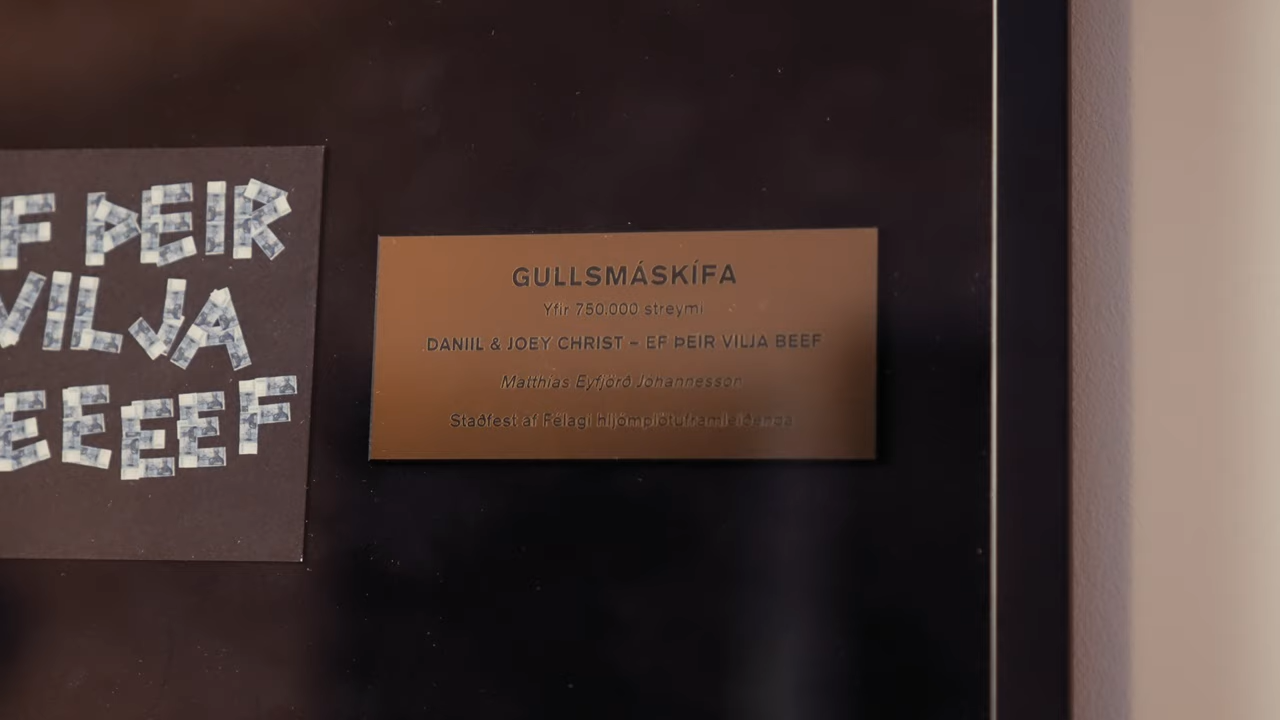 EF ÞEIR
VILJA
EEEEEF
GULLSMÁSKÍFA
Yfir 750.000 streymi
DANIIL & JOEY CHRIST – EF ÞEIR VILJA BEEF
Matthías Eyfjörð Jóhannesson
Staðfest af Félagi hljómplötuframleiðenda